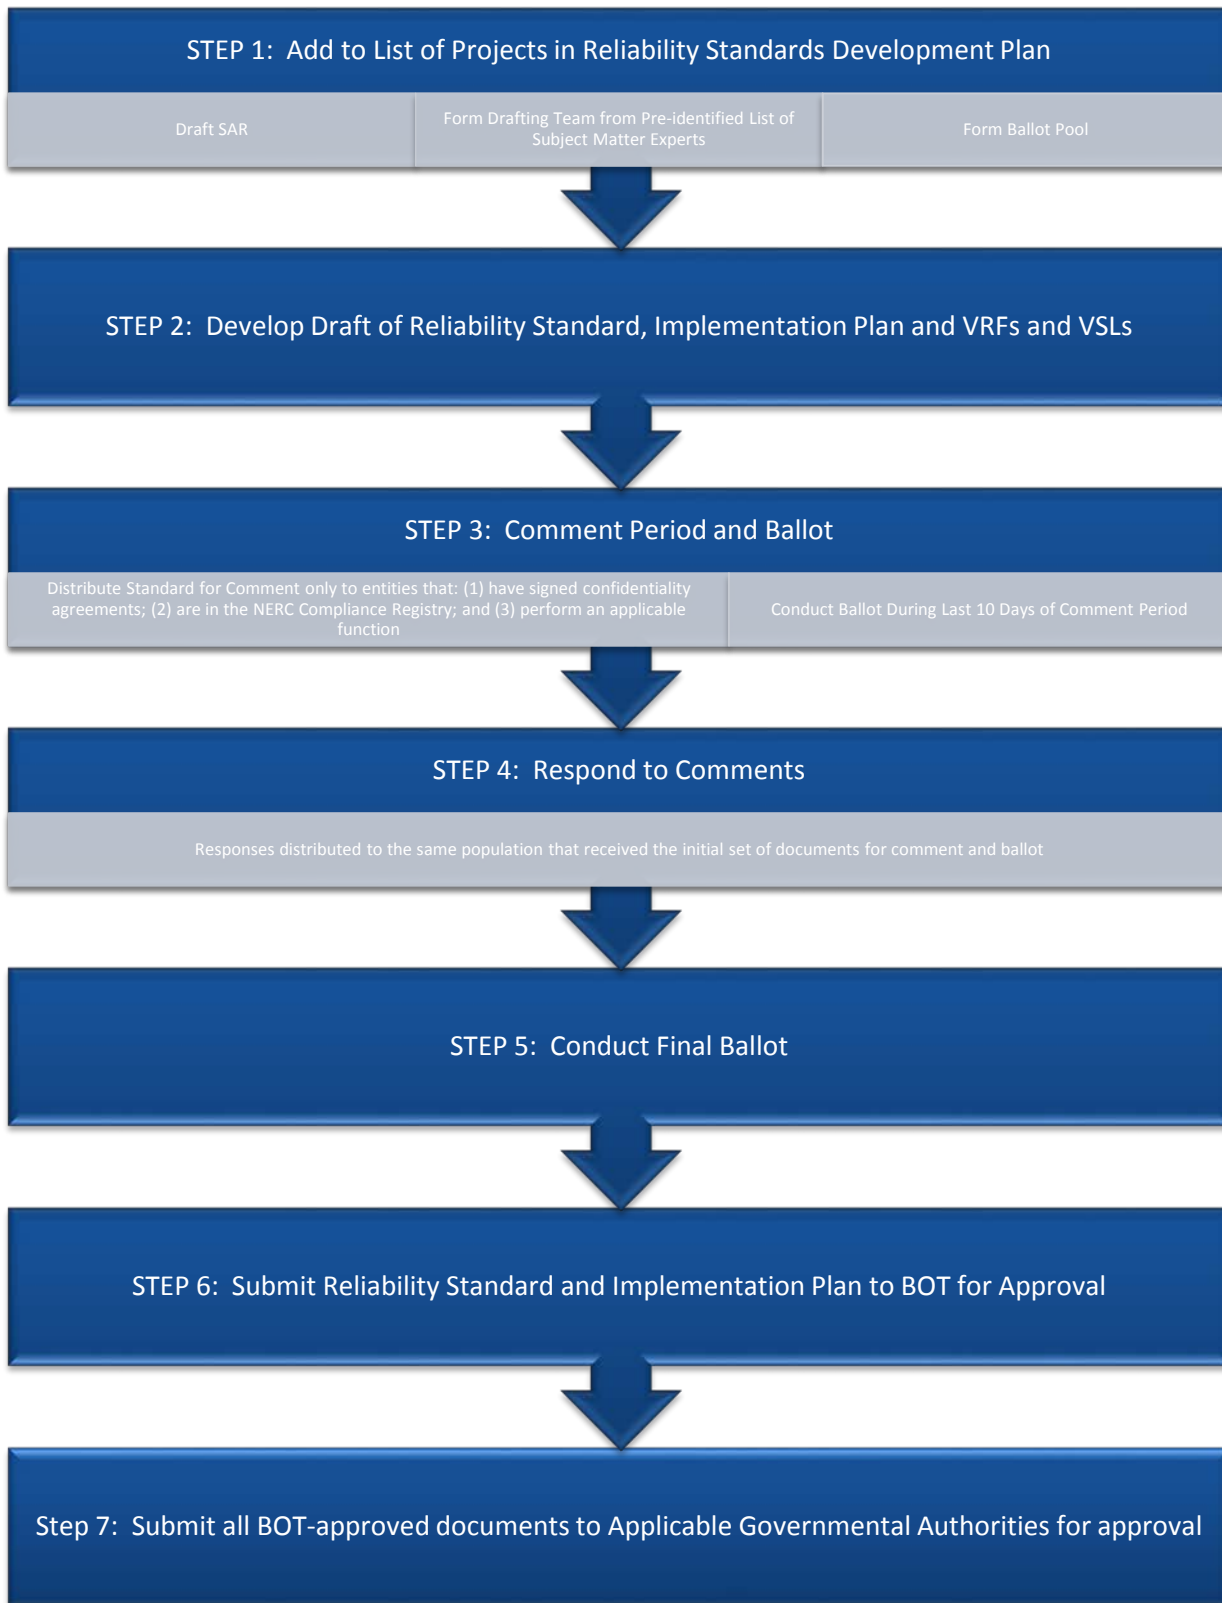 STEP 1: Add to List of Projects in Reliability Standards Development Plan
Draft SAR
Form Drafting Team from Pre-identified List of
Subject Matter Experts
Form Ballot Pool
STEP 2: Develop Draft of Reliability Standard, Implementation Plan and VRFs and VSLs
STEP 3: Comment Period and Ballot
Distribute Standard for Comment only to entities that: (1) have signed confidentiality
agreements; (2) are in the NERC Compliance Registry; and (3) perform an applicable
function
Conduct Ballot During Last 10 Days of Comment Period
STEP 4: Respond to Comments
Responses distributed to the same population that received the initial set of documents for comment and ballot
STEP 5: Conduct Final Ballot
STEP 6: Submit Reliability Standard and Implementation Plan to BOT for Approval
Step 7: Submit all BOT-approved documents to Applicable Governmental Authorities for approval